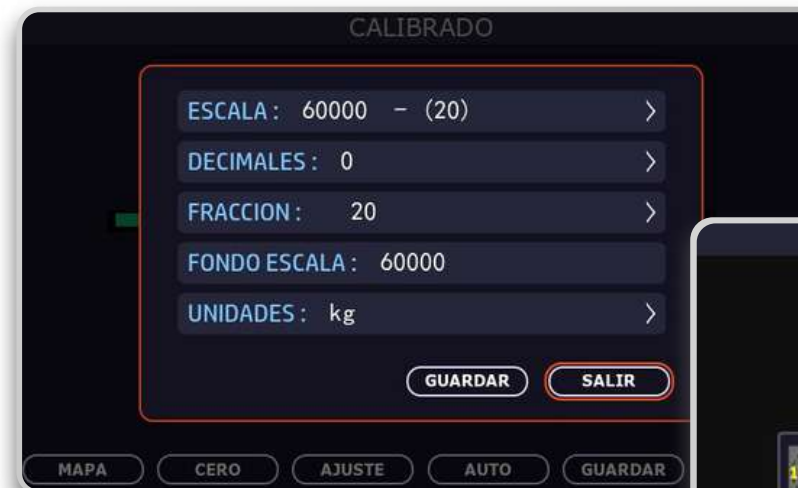 CALIBRADO
ESCALA: 60000 - (20)
DECIMALES: 0
FRACCION: 20
FONDO ESCALA: 60000
UNIDADES: kg
GUARDAR SALIR
MAPA CERO AJUSTE AUTO GUARDAR
1